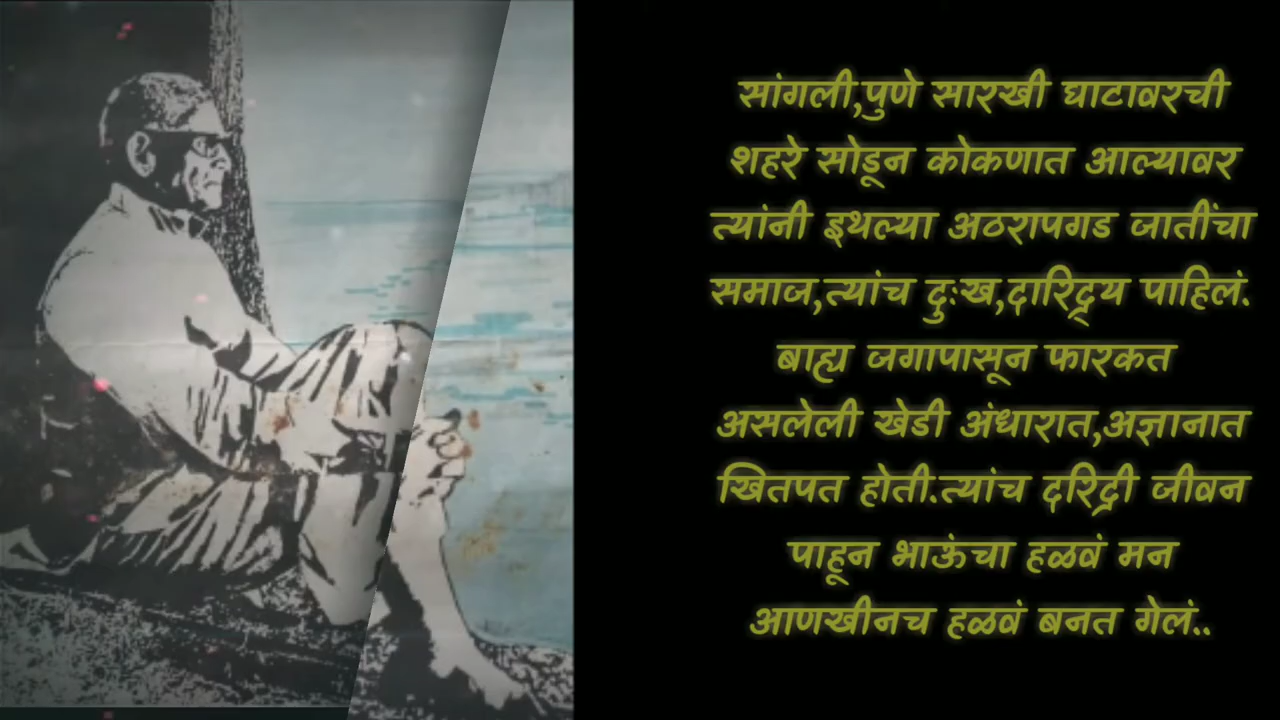 सांगली,पुणे सारखी घाटावरची
शहरे सोडून कोकणात आल्यावर
त्यांनी इथल्या अठरापगड जातींचा
समाज,त्यांच दुःख,दारिद्र्य पाहिलं.
बाह्य जगापासून फारकत
असलेली खेडी अंधारात,अज्ञानात
खितपत होती.त्यांच दरिद्री जीवन
पाहून भाऊंचा हळवं मन
आणखीनच हळवं बनत गेलं..